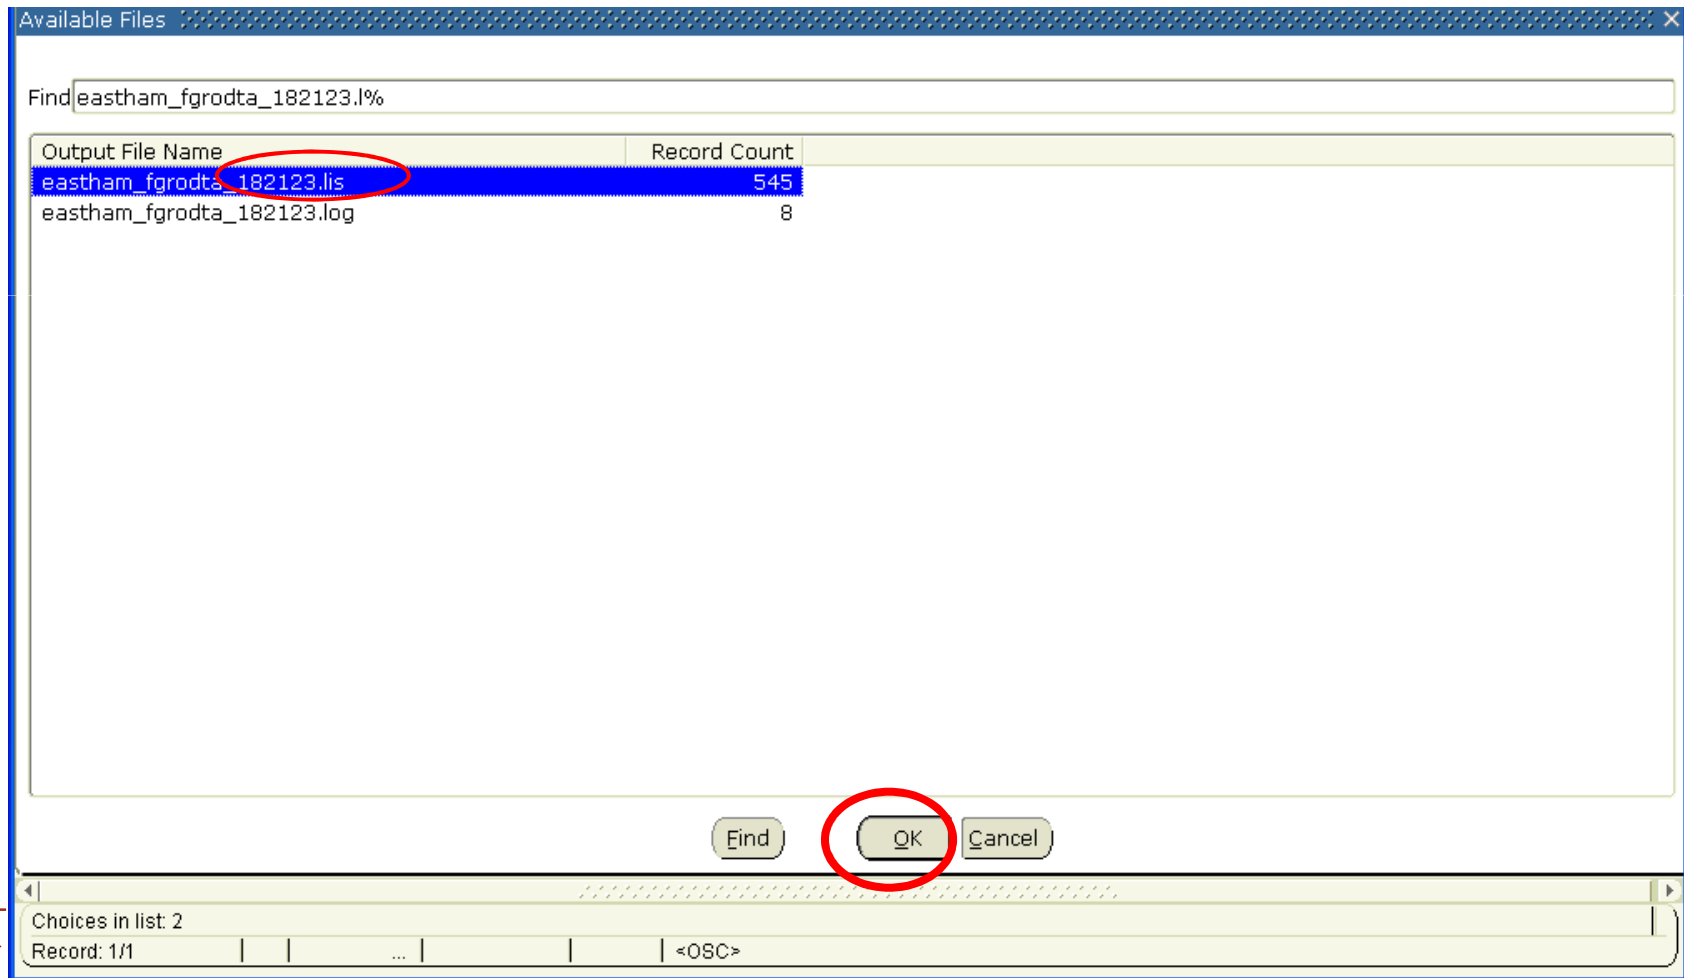 Available Files
Find eastham_fgrodta_182123.l%
Output File Name Record Count
eastham_fgrodta_182123.lis 545
eastham_fgrodta_182123.log 8
Find OK Cancel
Choices in list: 2
Record: 1/1 ... <OSC>